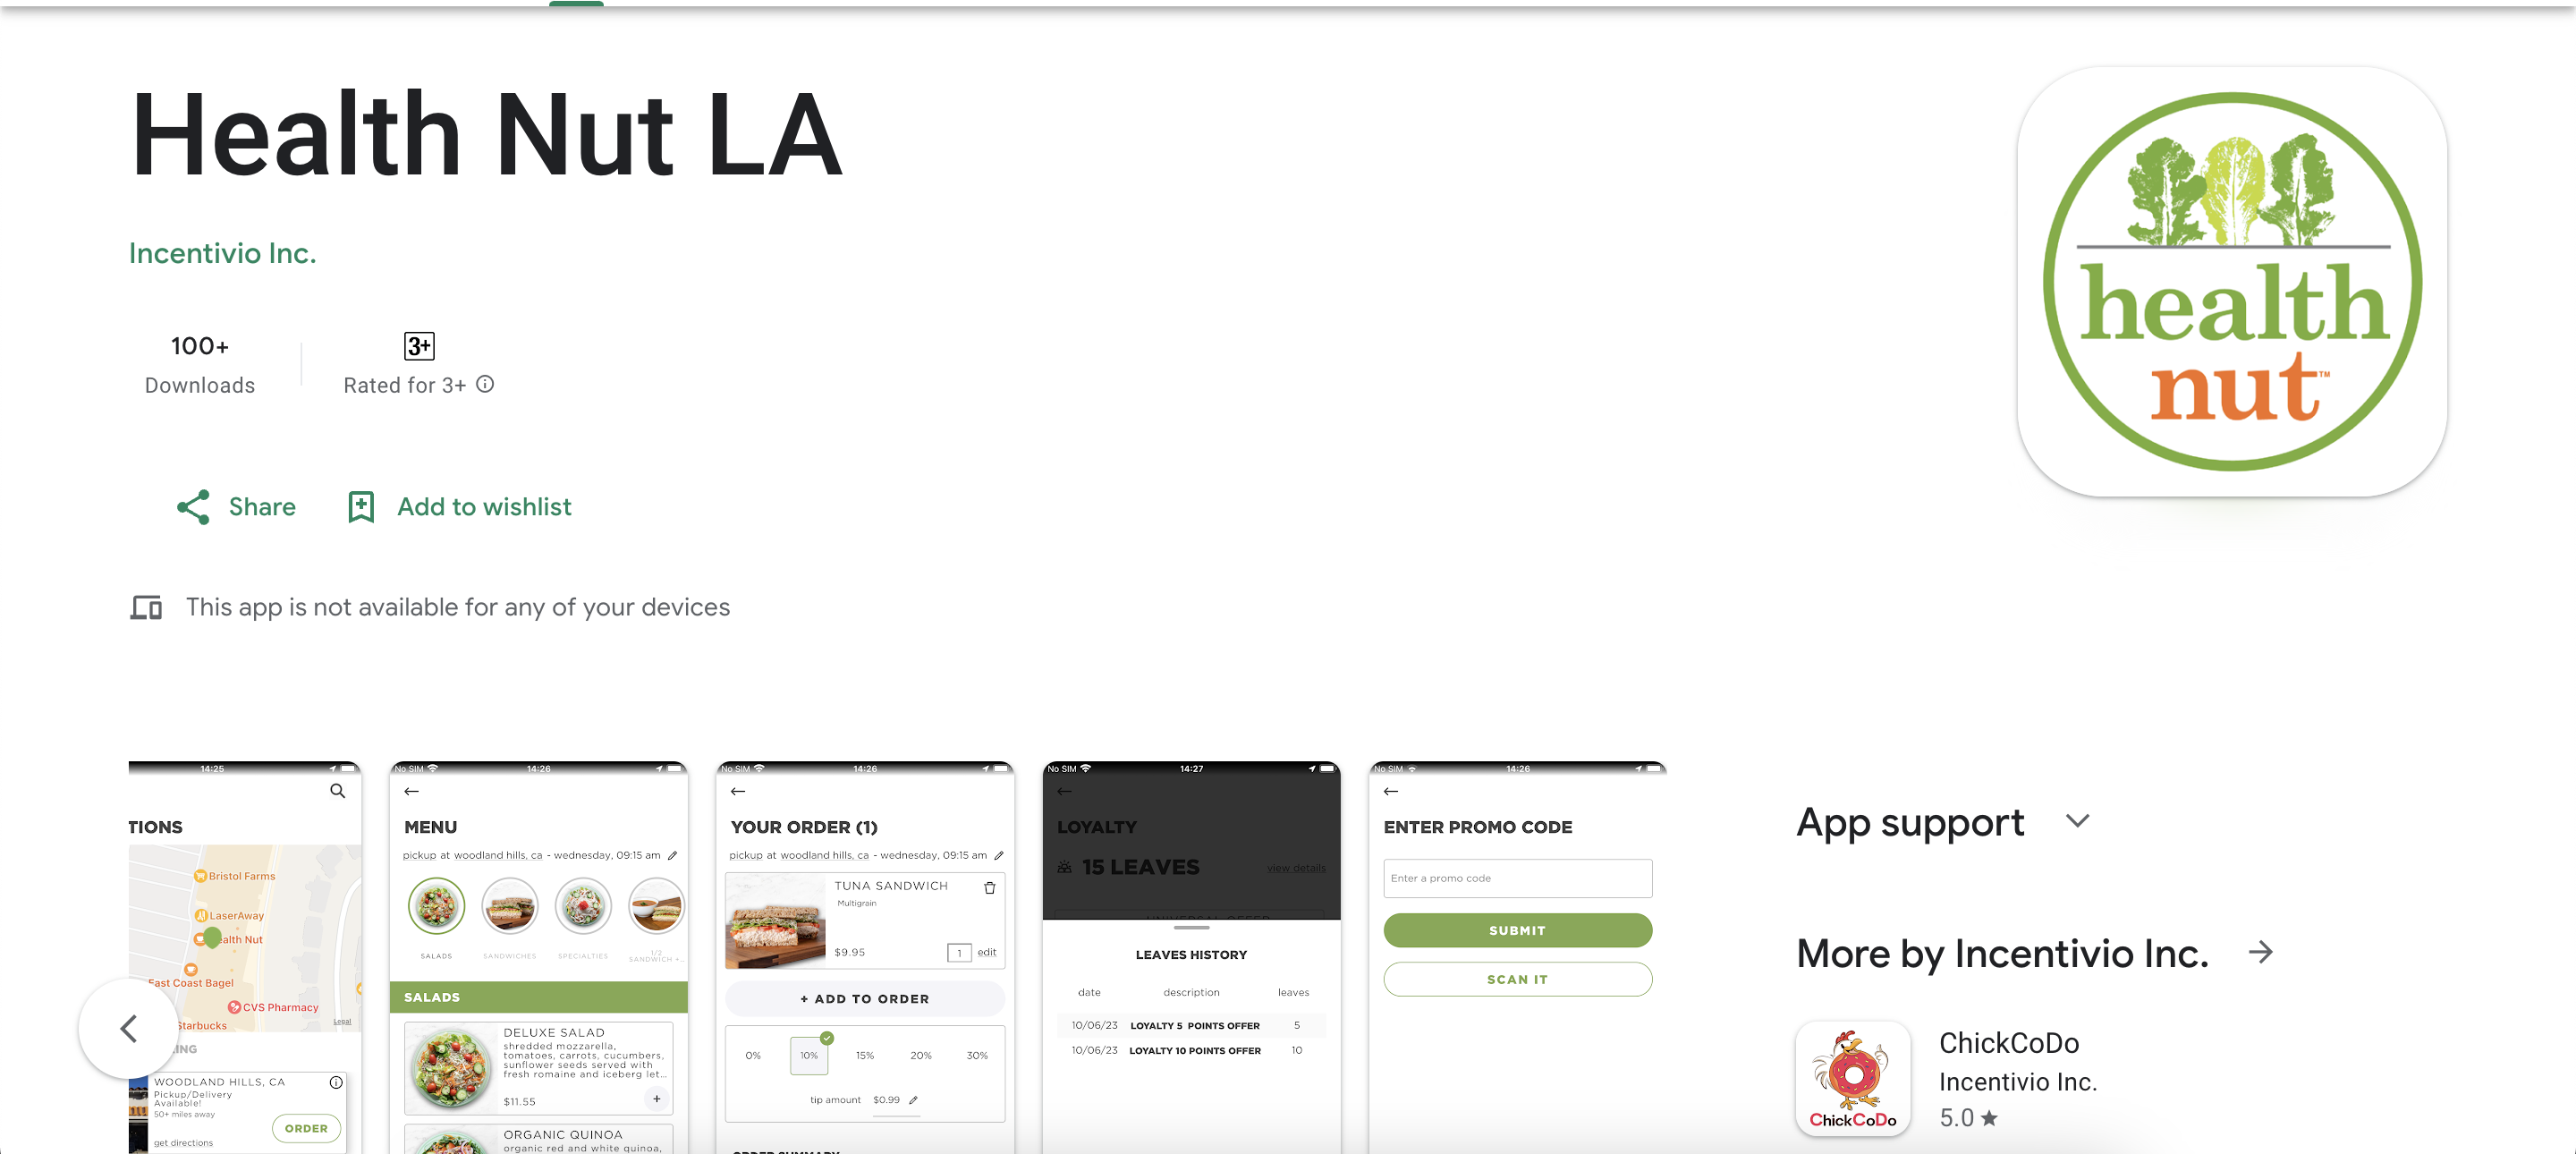 Health Nut LA
Incentivio Inc.
100+
Downloads
3+
Rated for 3+
Share
Add to wishlist
This app is not available for any of your devices
health
nut™
14:25
TIONS
Bristol Farms
LaserAway
ealth Nut
East Coast Bagel
CVS Pharmacy
Starbucks
Legal
ING
WOODLAND HILLS, CA
Pickup/Delivery
Available!
50+ miles away
ORDER
get directions
No SIM 14:26
MENU
pickup at woodland hills, ca - wednesday, 09:15 am
SALADS SANDWICHES SPECIALTIES 1/2
SANDWICH +...
SALADS
DELUXE SALAD
shredded mozzarella,
tomatoes, carrots, cucumbers,
sunflower seeds served with
fresh romaine and iceberg let...
$11.55
+
ORGANIC QUINOA
organic red and white quinoa,
No SIM 14:26
YOUR ORDER (1)
pickup at woodland hills, ca - wednesday, 09:15 am
TUNA SANDWICH
Multigrain
$9.95 1 edit
+ ADD TO ORDER
0% 10% 15% 20% 30%
tip amount $0.99
ORDER SUMMARY
No SIM 14:27
LOYALTY
15 LEAVES view details
UNIVERSAL OFFER
LEAVES HISTORY
date description leaves
10/06/23 LOYALTY 5 POINTS OFFER 5
10/06/23 LOYALTY 10 POINTS OFFER 10
No SIM 14:26
ENTER PROMO CODE
Enter a promo code
SUBMIT
SCAN IT
App support
More by Incentivio Inc.
ChickCoDo
ChickCoDo
Incentivio Inc.
5.0